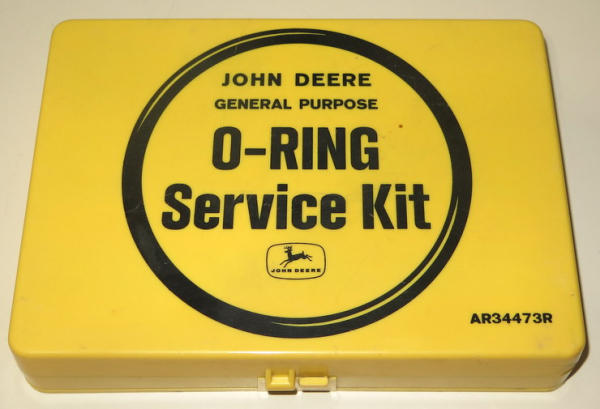 JOHN DEERE
GENERAL PURPOSE
O-RING
Service Kit
JOHN DEERE
AR34473R